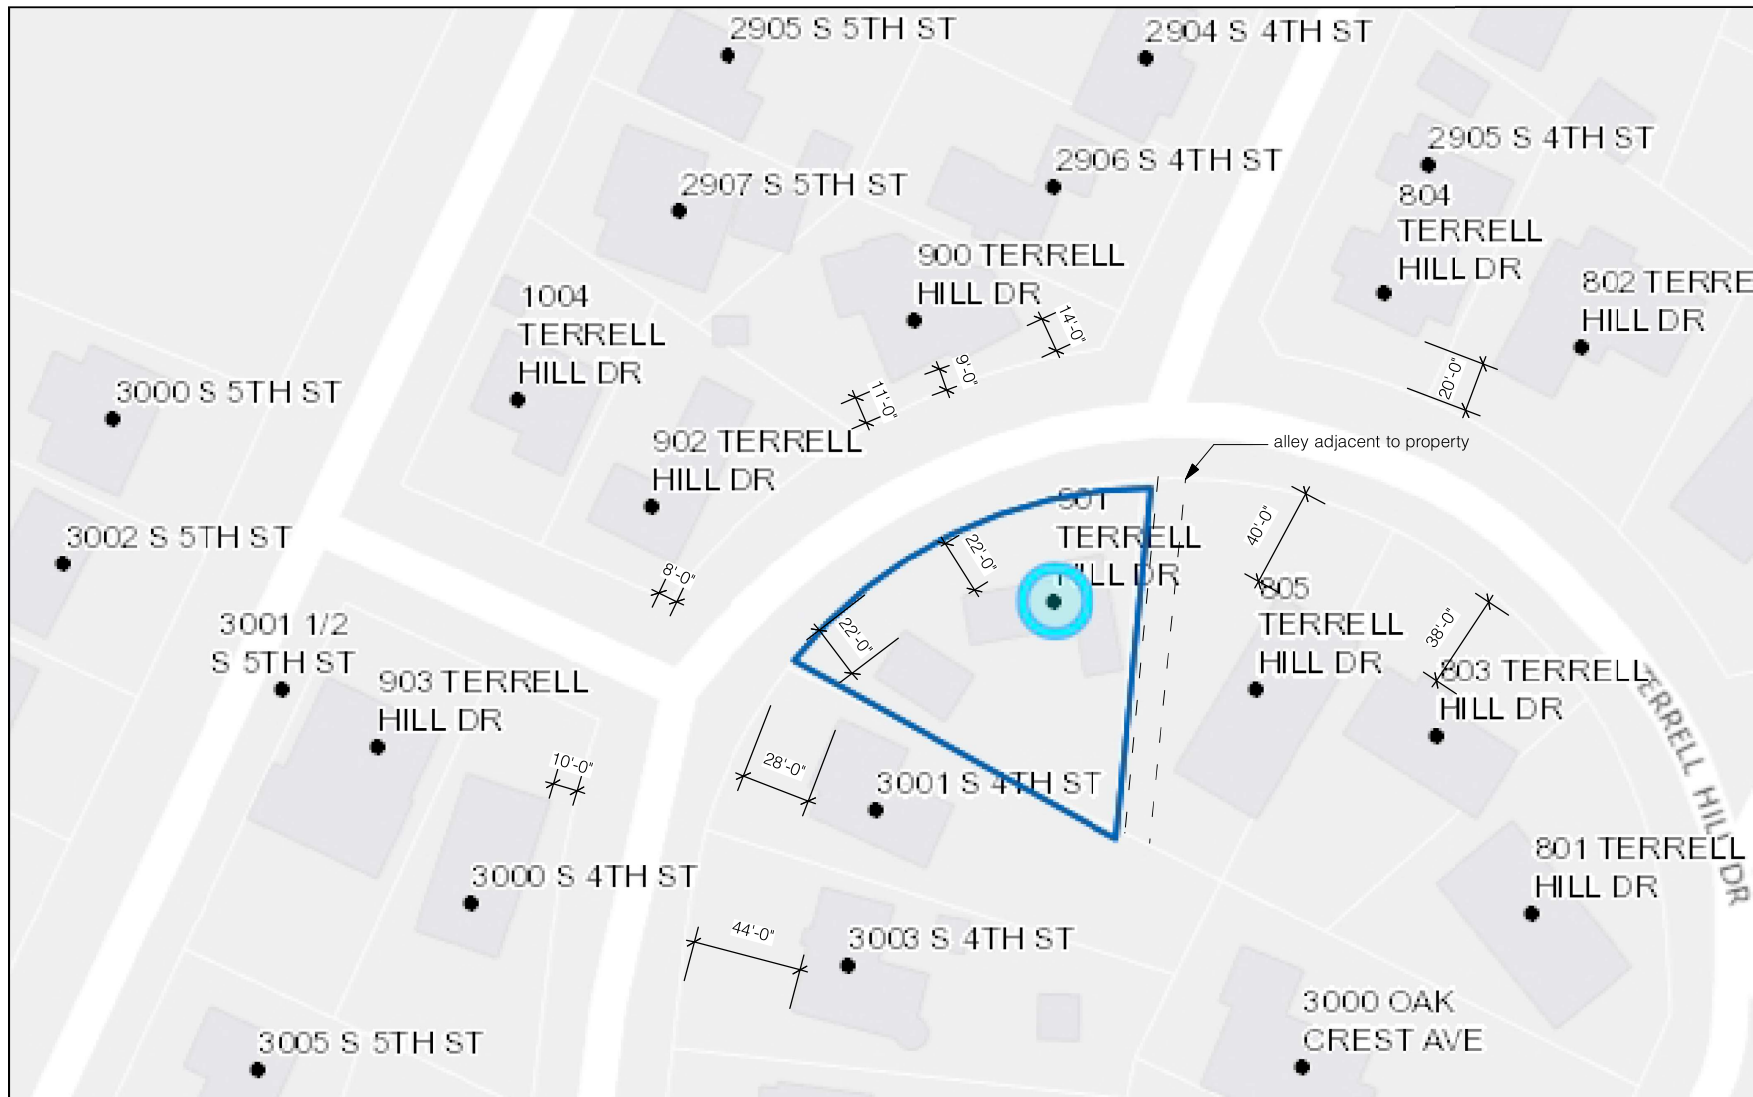 2905 S 5TH ST
2904 S 4TH ST
2905 S 4TH ST
2906 S 4TH ST
2907 S 5TH ST
804
TERRELL
HILL DR
900 TERRELL
HILL DR
802 TERRE
HILL DR
1004
TERRELL
HILL DR
14'-0"
9'-0"
11'-0"
20'-0"
3000 S 5TH ST
902 TERRELL
HILL DR
alley adjacent to property
901
TERRELL
HILL DR
40'-0"
22'-0"
3002 S 5TH ST
8'-0"
805
TERRELL
HILL DR
3001 1/2
S 5TH ST
22'-0"
38'-0"
903 TERRELL
HILL DR
803 TERRELL
HILL DR
TERRELL HILL DR
10'-0"
28'-0"
3001 S 4TH ST
801 TERRELL
HILL DR
3000 S 4TH ST
44'-0"
3003 S 4TH ST
3000 OAK
CREST AVE
3005 S 5TH ST